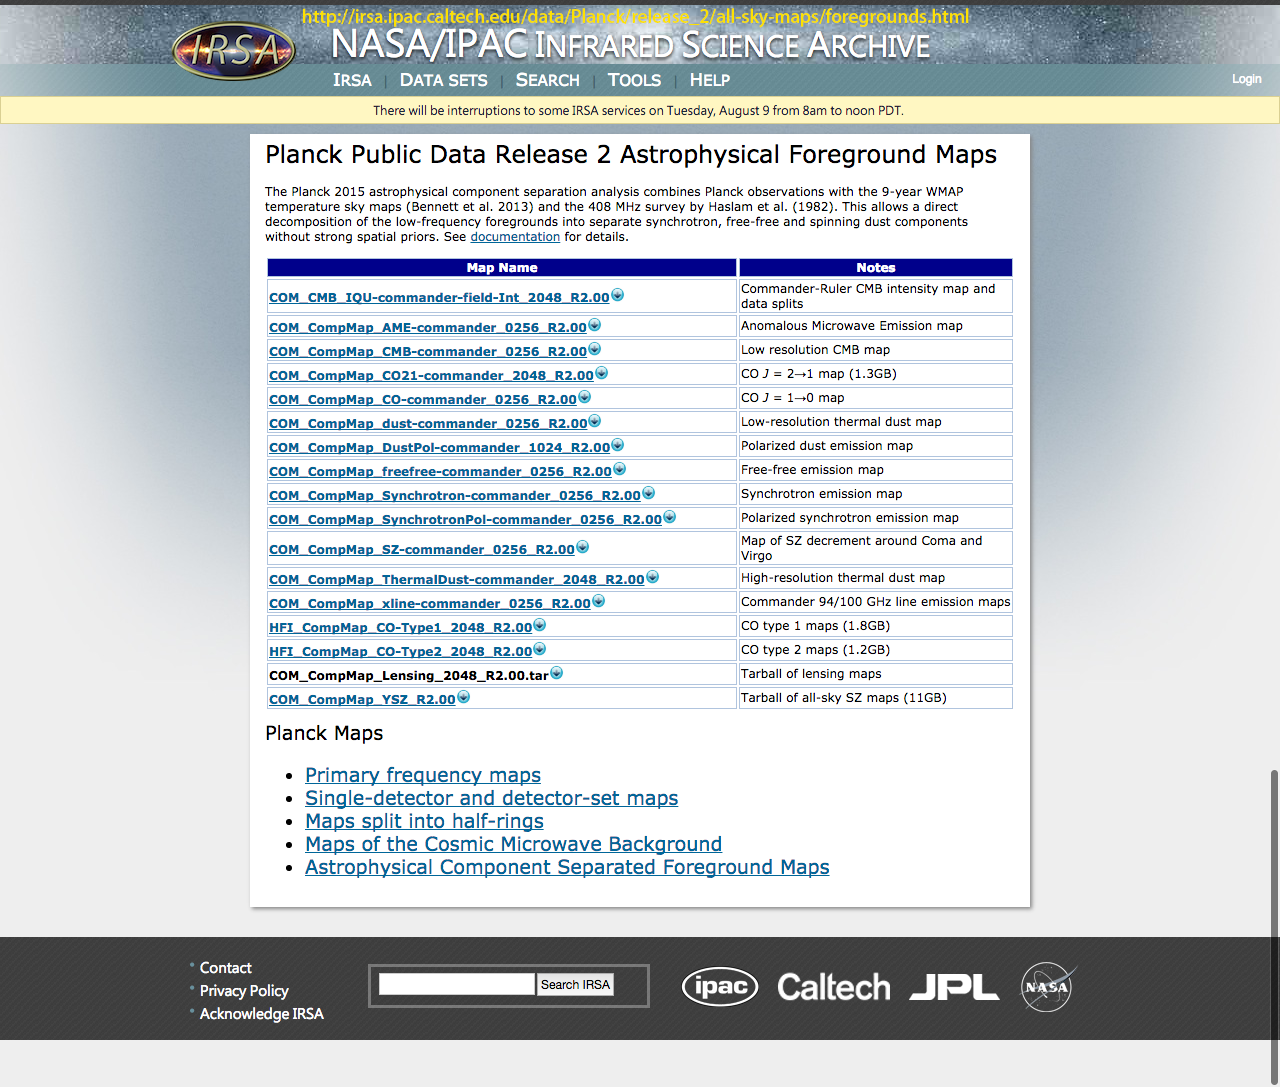 http://irsa.ipac.caltech.edu/data/Planck/release_2/all-sky-maps/foregrounds.html
IRSA
NASA/IPAC INFRARED SCIENCE ARCHIVE
IRSA | DATA SETS | SEARCH | TOOLS | HELP
Login
There will be interruptions to some IRSA services on Tuesday, August 9 from 8am to noon PDT.
Planck Public Data Release 2 Astrophysical Foreground Maps
The Planck 2015 astrophysical component separation analysis combines Planck observations with the 9-year WMAP
temperature sky maps (Bennett et al. 2013) and the 408 MHz survey by Haslam et al. (1982). This allows a direct
decomposition of the low-frequency foregrounds into separate synchrotron, free-free and spinning dust components
without strong spatial priors. See documentation for details.
Map Name Notes
COM_CMB_IQU-commander-field-Int_2048_R2.00 Commander-Ruler CMB intensity map and
data splits
COM_CompMap_AME-commander_0256_R2.00 Anomalous Microwave Emission map
COM_CompMap_CMB-commander_0256_R2.00 Low resolution CMB map
COM_CompMap_CO21-commander_2048_R2.00 CO J = 2→1 map (1.3GB)
COM_CompMap_CO-commander_0256_R2.00 CO J = 1→0 map
COM_CompMap_dust-commander_0256_R2.00 Low-resolution thermal dust map
COM_CompMap_DustPol-commander_1024_R2.00 Polarized dust emission map
COM_CompMap_freefree-commander_0256_R2.00 Free-free emission map
COM_CompMap_Synchrotron-commander_0256_R2.00 Synchrotron emission map
COM_CompMap_SynchrotronPol-commander_0256_R2.00 Polarized synchrotron emission map
COM_CompMap_SZ-commander_0256_R2.00 Map of SZ decrement around Coma and
Virgo
COM_CompMap_ThermalDust-commander_2048_R2.00 High-resolution thermal dust map
COM_CompMap_xline-commander_0256_R2.00 Commander 94/100 GHz line emission maps
HFI_CompMap_CO-Type1_2048_R2.00 CO type 1 maps (1.8GB)
HFI_CompMap_CO-Type2_2048_R2.00 CO type 2 maps (1.2GB)
COM_CompMap_Lensing_2048_R2.00.tar Tarball of lensing maps
COM_CompMap_YSZ_R2.00 Tarball of all-sky SZ maps (11GB)
Planck Maps
• Primary frequency maps
• Single-detector and detector-set maps
• Maps split into half-rings
• Maps of the Cosmic Microwave Background
• Astrophysical Component Separated Foreground Maps
Contact
Privacy Policy
Acknowledge IRSA
Search IRSA
ipac Caltech JPL NASA